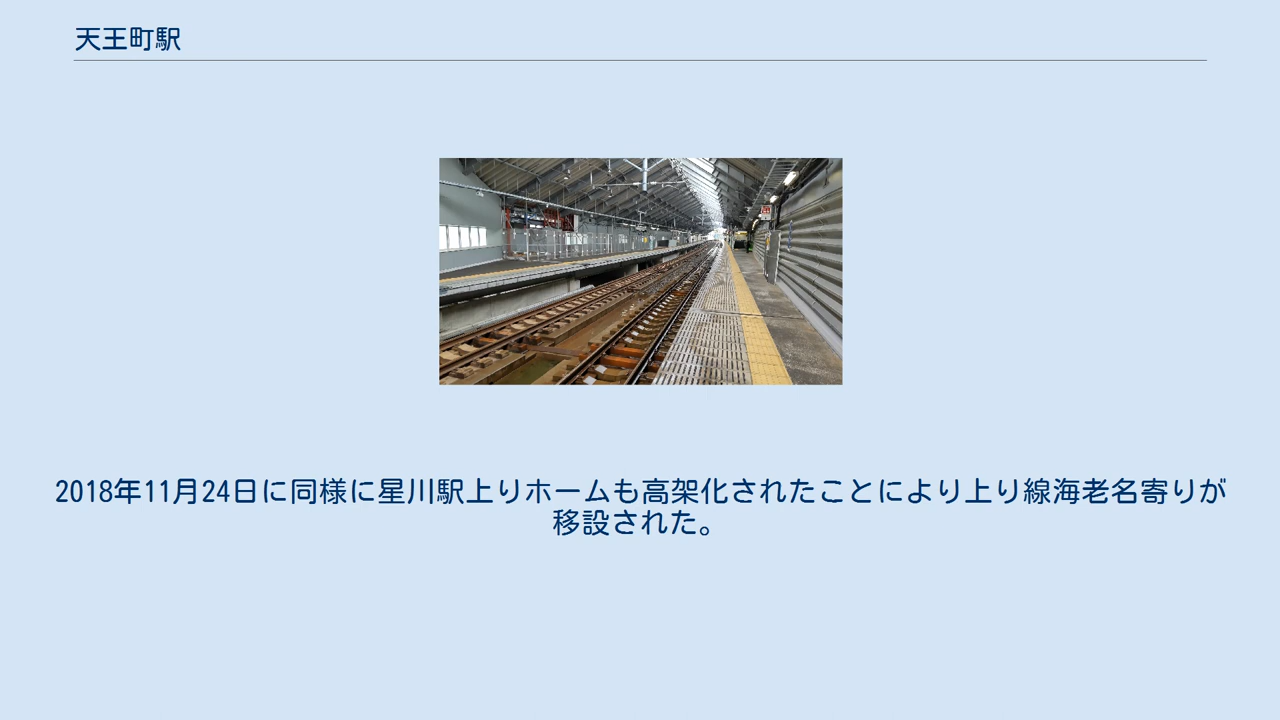 天王町駅
2018年11月24日に同様に星川駅上りホームも高架化されたことにより上り線海老名寄りが
移設された。